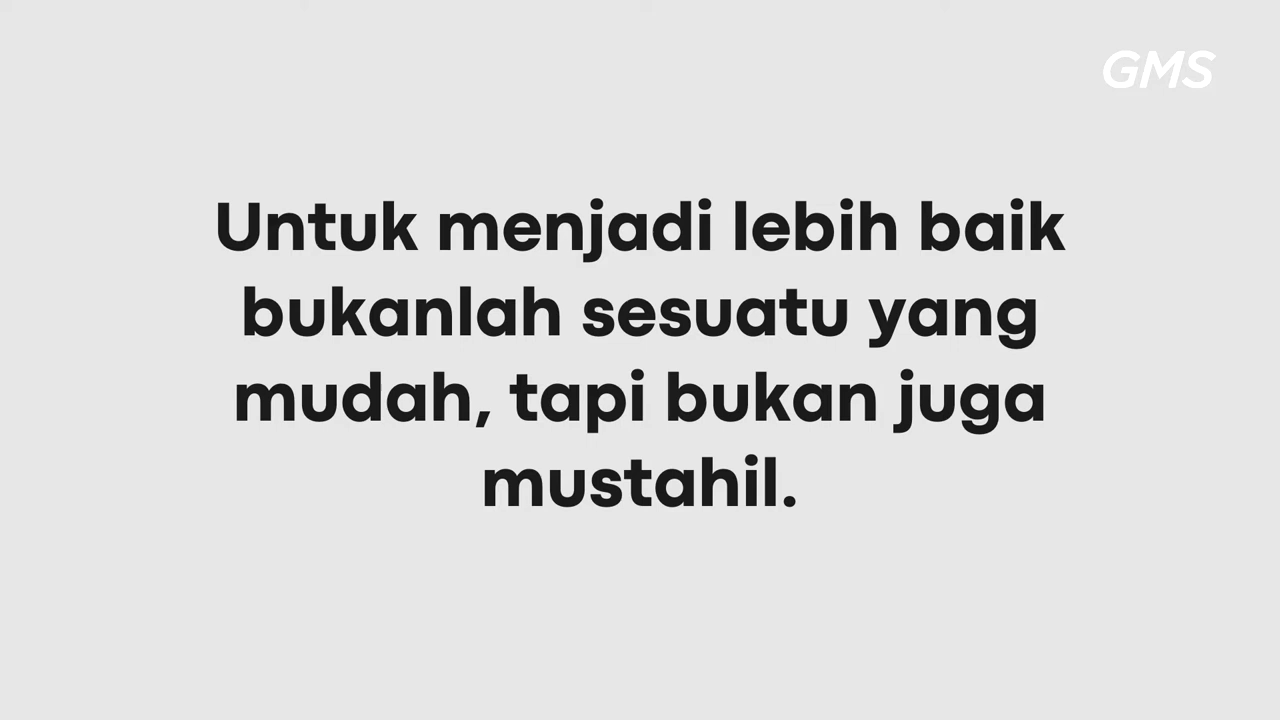 GMS
Untuk menjadi lebih baik
bukanlah sesuatu yang
mudah, tapi bukan juga
mustahil.